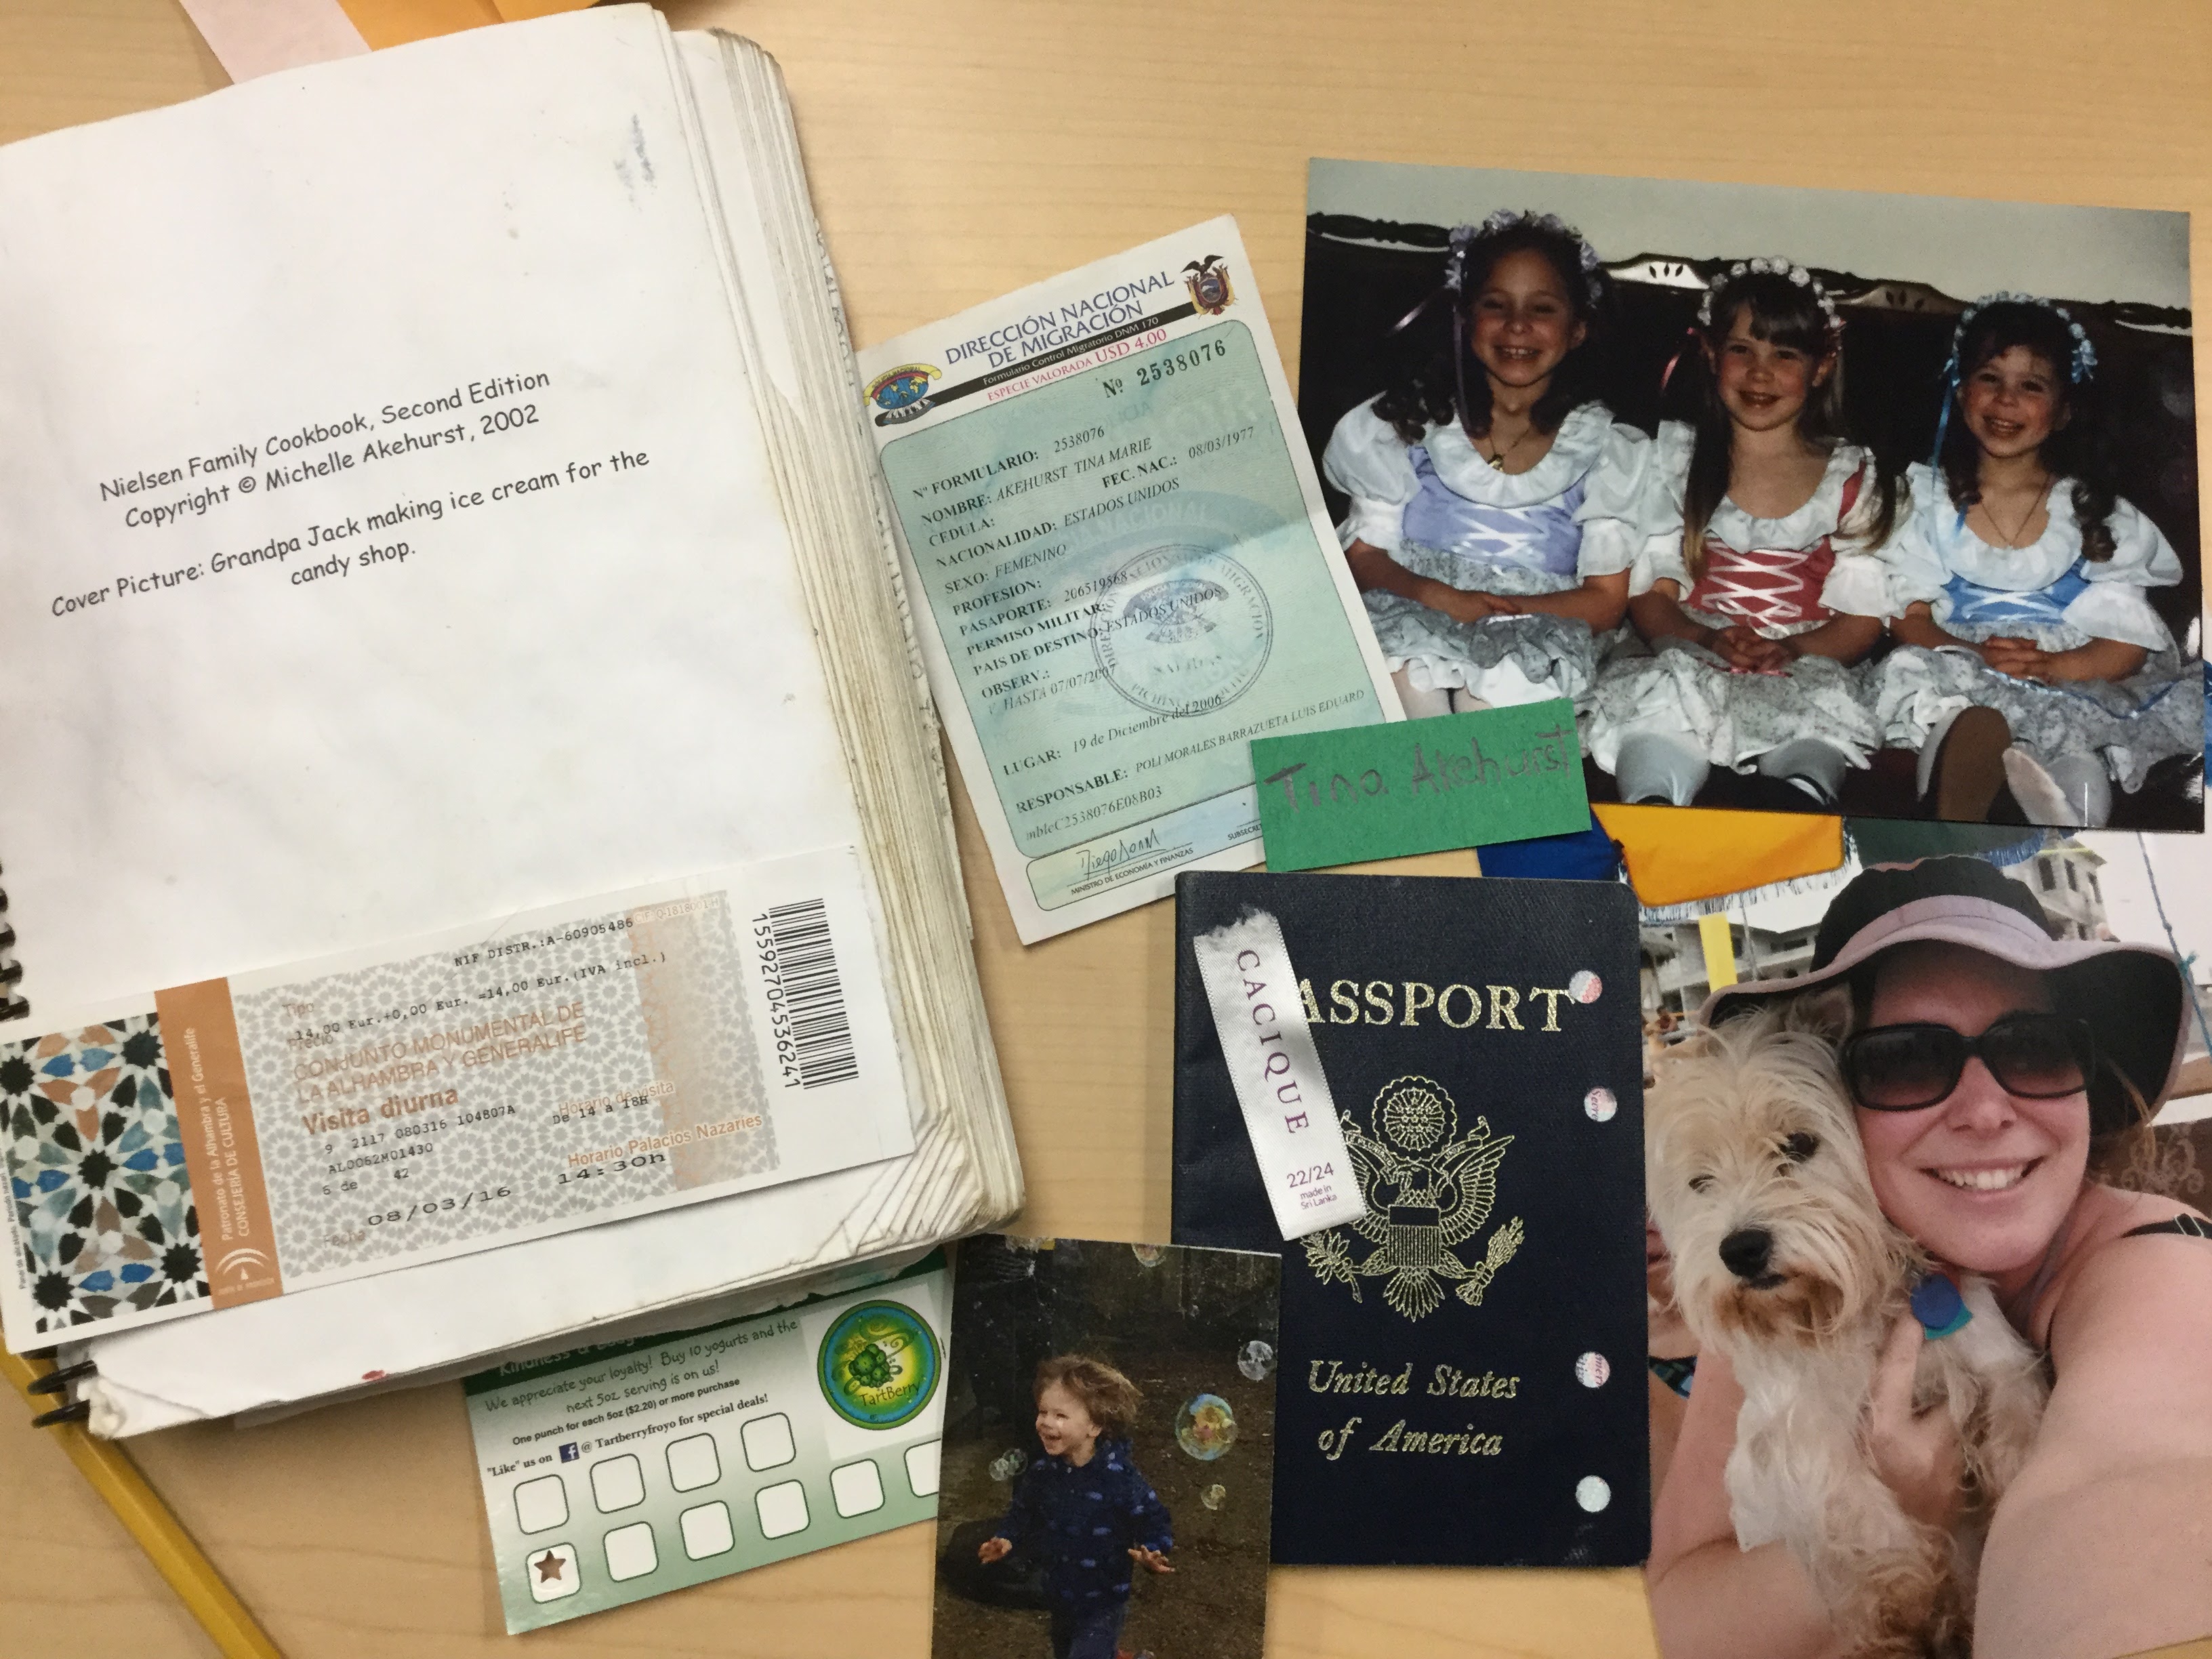 Nielsen Family Cookbook, Second Edition
Copyright © Michelle Akehurst, 2002
Cover Picture: Grandpa Jack making ice cream for the
candy shop.
NIF DISTR.:A-60905486
Tipo
14,00 Eur.+0,00 Eur. =14,00 Eur.(IVA incl.)
Precio
CONJUNTO MONUMENTAL DE
LA ALHAMBRA Y GENERALIFE
Visita diurna
Horario de visita
9 2117 080316 104807A
De 14 a 18H
AL0062M01430
Horario Palacios Nazaries
6 de 42
14:30h
08/03/16
Fecha
Patronato de la Alhambra y el Generalife
CONSEJERÍA DE CULTURA
1559270453624 1
DIRECCIÓN NACIONAL
DE MIGRACIÓN
Formulario Control Migratorio DNM 170
ESPECIE VALORADA USD 4,00
Nº 2538076
Nº FORMULARIO: 2538076
NOMBRE: AKEHURST TINA MARIE
CEDULA: FEC. NAC.: 08/03/1977
NACIONALIDAD: ESTADOS UNIDOS
SEXO: FEMENINO
PROFESION:
PASAPORTE: 206519568
PERMISO MILITAR:
PAIS DE DESTINO: ESTADOS UNIDOS
OBSERV.:
HASTA 07/07/2007
LUGAR: 19 de Diciembre del 2006
RESPONSABLE: POLI MORALES BARRAZUETA LUIS EDUARD
mbleC2538076E08B03
MINISTRO DE ECONOMÍA Y FINANZAS
SUBSECRET
Tina Akehurst
ASSPORT
United States
of America
CACIQUE
22/24
made in
Sri Lanka
We appreciate your loyalty! Buy 10 yogurts and the
next 5oz serving is on us!
One punch for each 5oz ($2.20) or more purchase
"Like" us on f @ Tartberryfroyo for special deals!
TartBerry